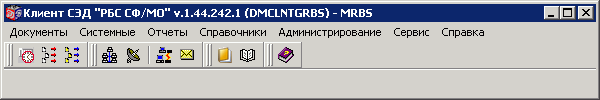 Клиент СЭД "РБС СФ/МО" v.1.44.242.1 (DMCLNTGRBS) - MRBS
Документы Системные Отчеты Справочники Администрирование Сервис Справка